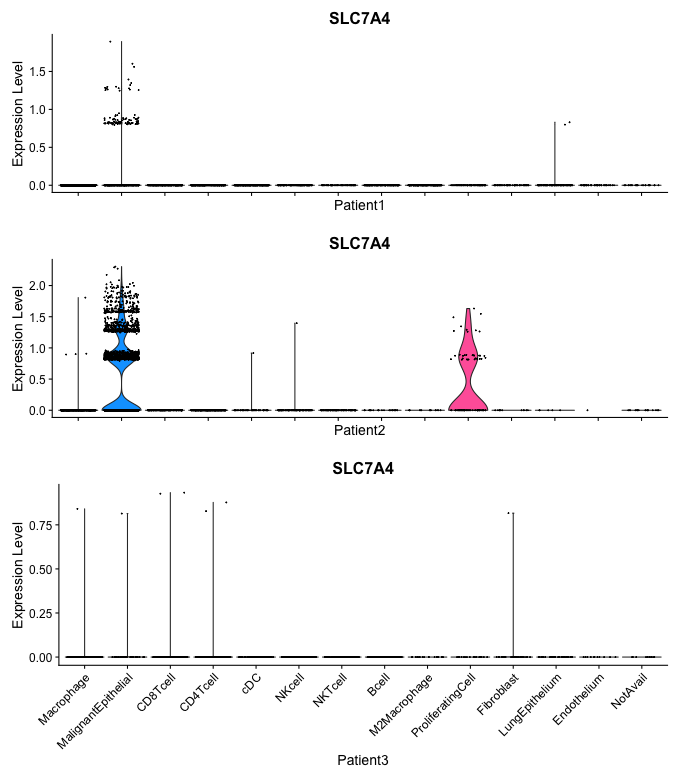 SLC7A4
Expression Level
1.5
1.0
0.5
0.0
Patient1
SLC7A4
Expression Level
2.0
1.5
1.0
0.5
0.0
Patient2
SLC7A4
Expression Level
0.75
0.50
0.25
0.00
Macrophage
MalignantEpithelial
CD8Tcell
CD4Tcell
cDC
NKcell
NKTcell
Bcell
M2Macrophage
ProliferatingCell
Fibroblast
LungEpithelium
Endothelium
NotAvail
Patient3